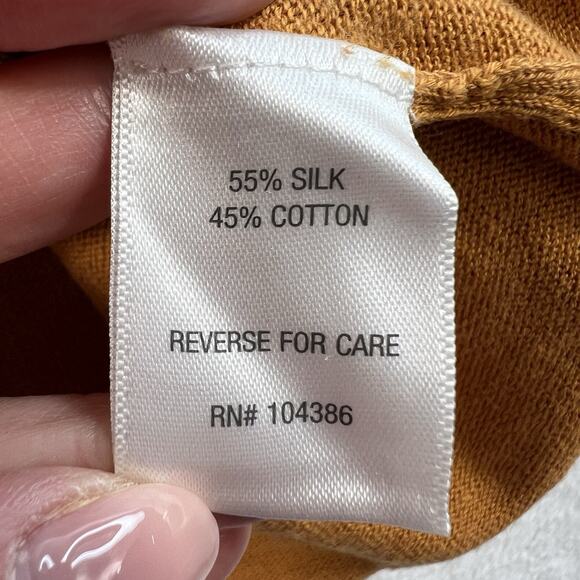 55% SILK
45% COTTON
REVERSE FOR CARE
RN# 104386